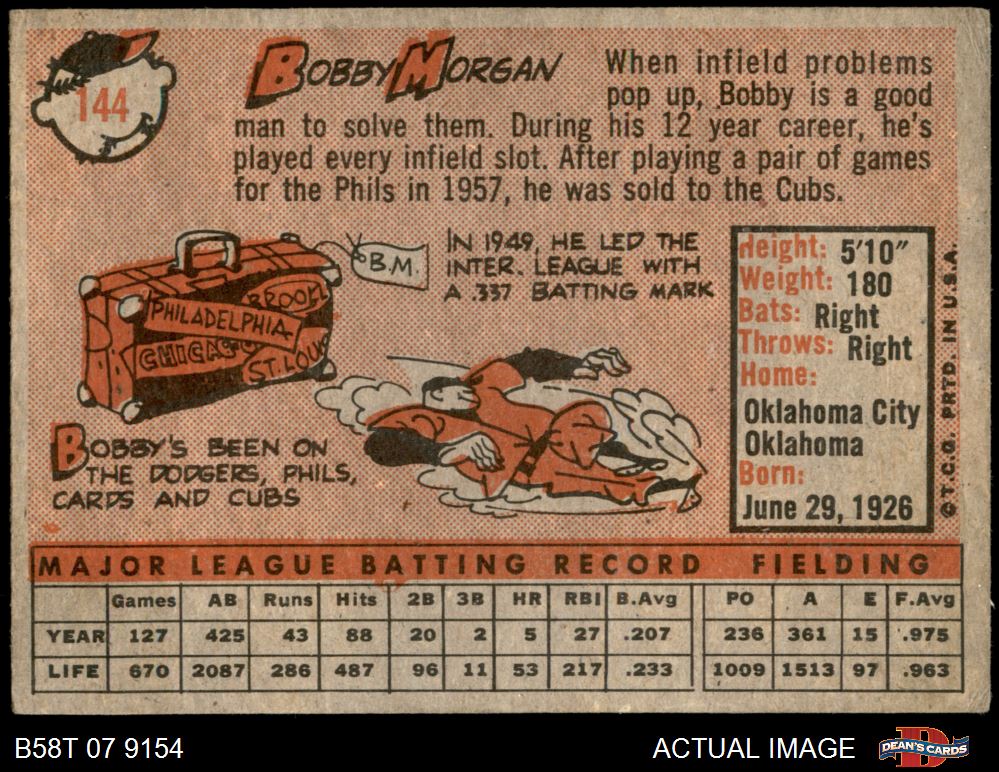 144
BOBBY MORGAN
When infield problems
pop up, Bobby is a good
man to solve them. During his 12 year career, he's
played every infield slot. After playing a pair of games
for the Phils in 1957, he was sold to the Cubs.
B.M.
BROOKL
PHILADELPHIA
CHICAGO
ST. LOUI
IN 1949, HE LED THE
INTER. LEAGUE WITH
A .337 BATTING MARK
BOBBY'S BEEN ON
THE DODGERS, PHILS,
CARDS AND CUBS
Height: 5'10"
Weight: 180
Bats: Right
Throws: Right
Home:
Oklahoma City
Oklahoma
Born:
June 29, 1926
© T.C.G. PRTD. IN U.S.A.
MAJOR LEAGUE BATTING RECORD FIELDING
Games AB Runs Hits 2B 3B HR RBI B.Avg PO A E F.Avg
YEAR 127 425 43 88 20 2 5 27 .207 236 361 15 .975
LIFE 670 2087 286 487 96 11 53 217 .233 1009 1513 97 .963
B58T 07 9154 ACTUAL IMAGE DEAN'S CARDS